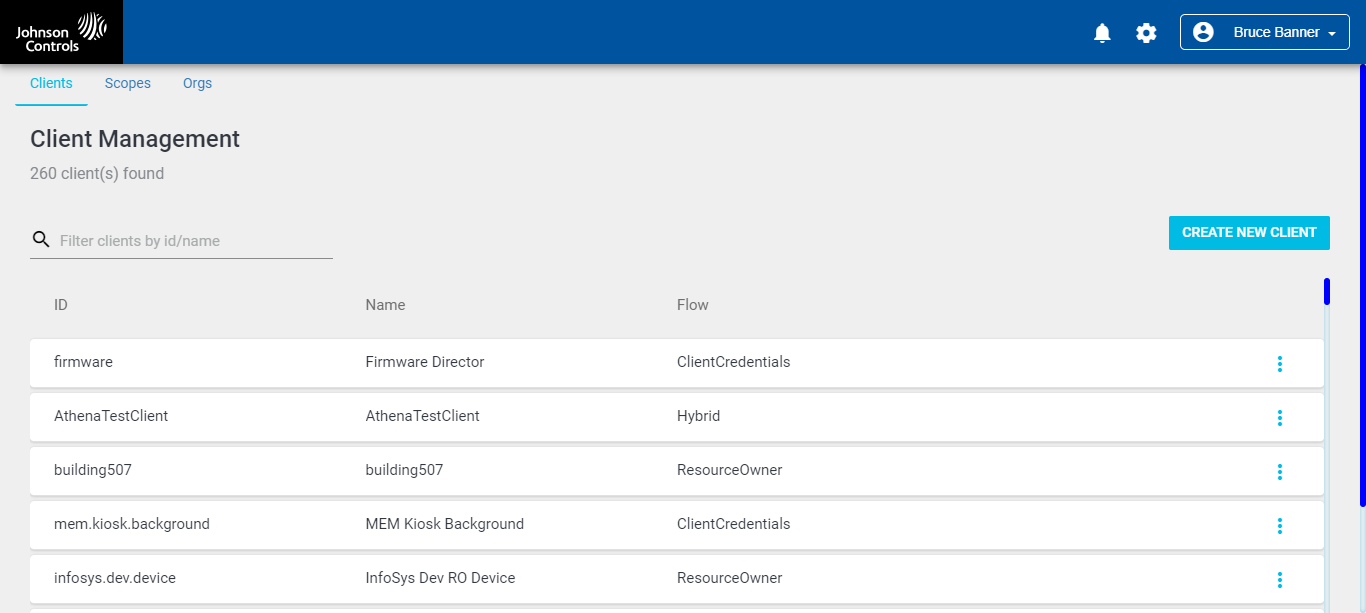 Johnson
Controls
Bruce Banner
Clients Scopes Orgs
Client Management
260 client(s) found
Filter clients by id/name
CREATE NEW CLIENT
ID Name Flow
firmware Firmware Director ClientCredentials
AthenaTestClient AthenaTestClient Hybrid
building507 building507 ResourceOwner
mem.kiosk.background MEM Kiosk Background ClientCredentials
infosys.dev.device InfoSys Dev RO Device ResourceOwner